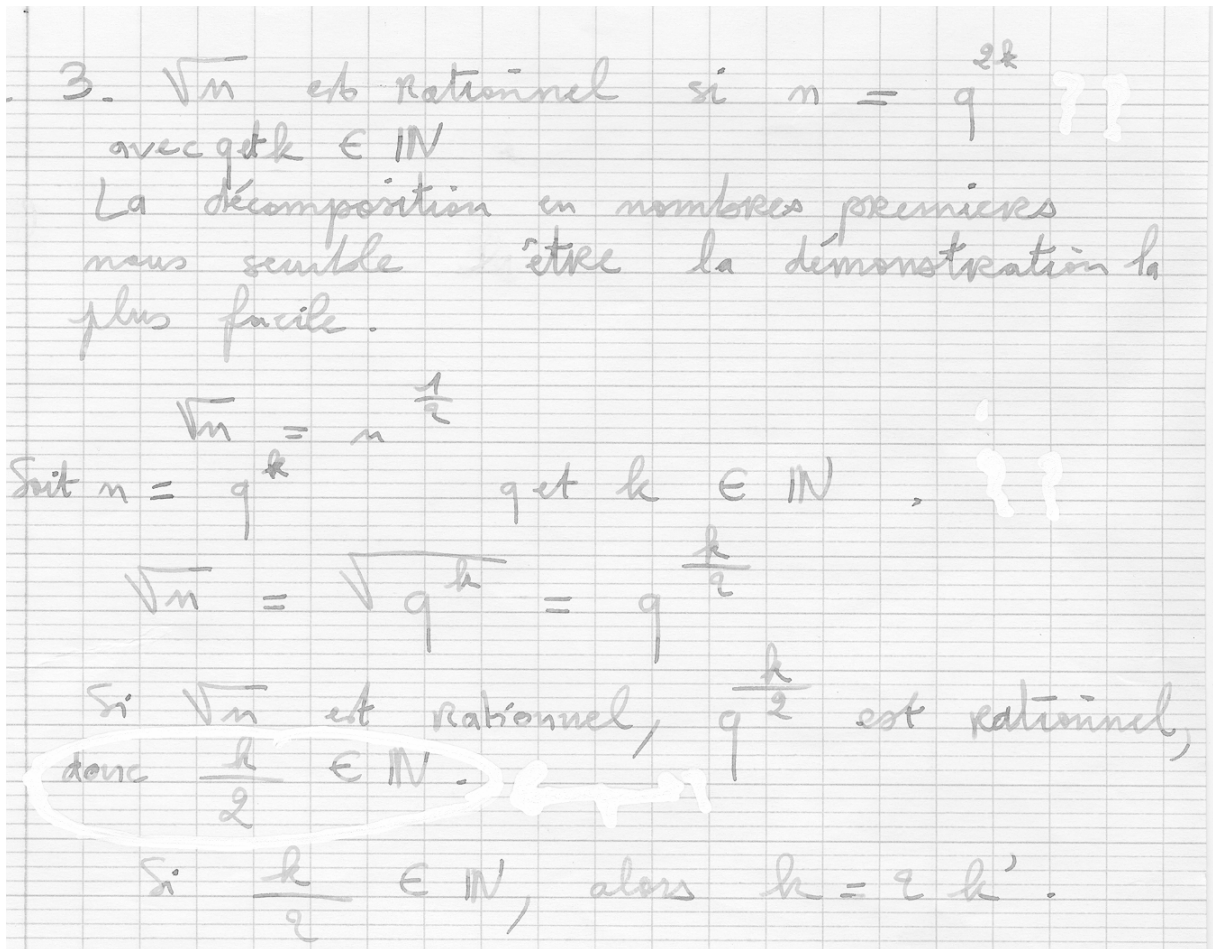 3. √n est rationnel si n = q^2k
avec q et k ∈ ℕ
La décomposition en nombres premiers
nous semble être la démonstration la
plus facile.
√n = n^(1/2)
Soit n = q^k q et k ∈ ℕ.
√n = √(q^k) = q^(k/2)
Si √n est rationnel, q^(k/2) est rationnel,
donc k/2 ∈ ℕ.
Si k/2 ∈ ℕ, alors k = 2 k'.